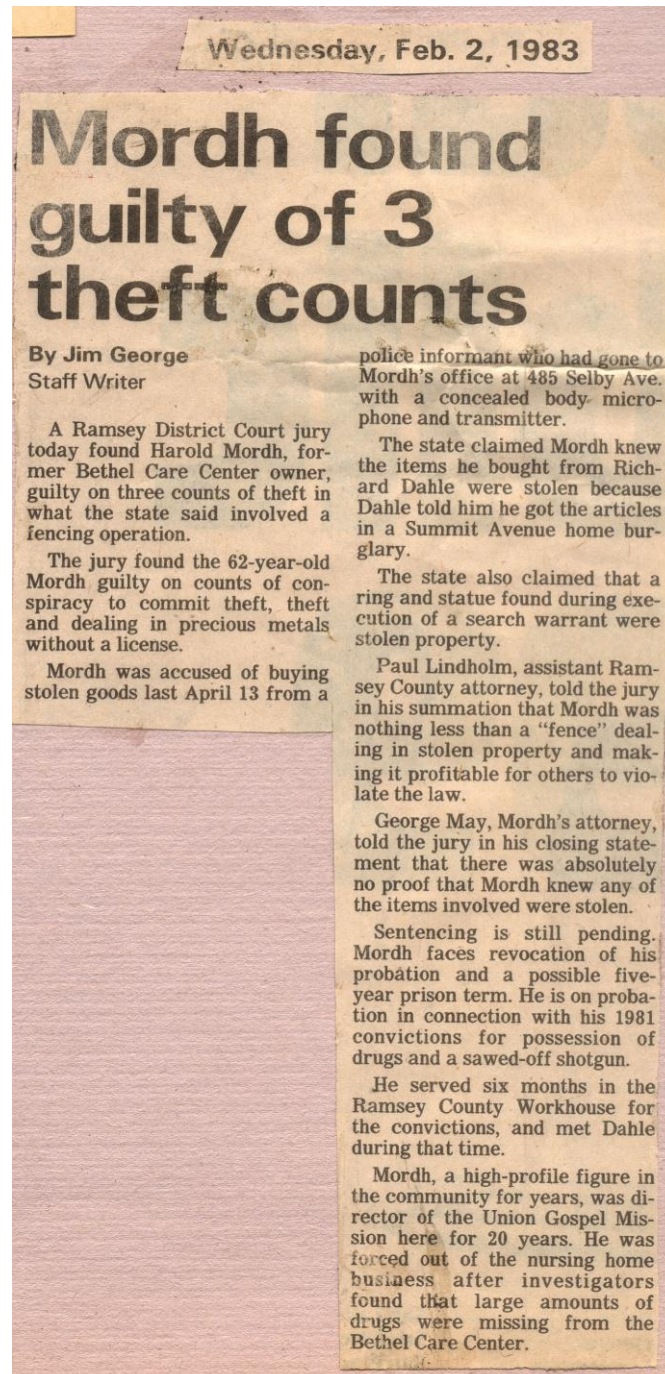 Wednesday, Feb. 2, 1983
Mordh found
guilty of 3
theft counts
By Jim George
Staff Writer
A Ramsey District Court jury
today found Harold Mordh, for-
mer Bethel Care Center owner,
guilty on three counts of theft in
what the state said involved a
fencing operation.
The jury found the 62-year-old
Mordh guilty on counts of con-
spiracy to commit theft, theft
and dealing in precious metals
without a license.
Mordh was accused of buying
stolen goods last April 13 from a
police informant who had gone to
Mordh's office at 485 Selby Ave.
with a concealed body micro-
phone and transmitter.
The state claimed Mordh knew
the items he bought from Rich-
ard Dahle were stolen because
Dahle told him he got the articles
in a Summit Avenue home bur-
glary.
The state also claimed that a
ring and statue found during exe-
cution of a search warrant were
stolen property.
Paul Lindholm, assistant Ram-
sey County attorney, told the jury
in his summation that Mordh was
nothing less than a "fence" deal-
ing in stolen property and mak-
ing it profitable for others to vio-
late the law.
George May, Mordh's attorney,
told the jury in his closing state-
ment that there was absolutely
no proof that Mordh knew any of
the items involved were stolen.
Sentencing is still pending.
Mordh faces revocation of his
probation and a possible five-
year prison term. He is on proba-
tion in connection with his 1981
convictions for possession of
drugs and a sawed-off shotgun.
He served six months in the
Ramsey County Workhouse for
the convictions, and met Dahle
during that time.
Mordh, a high-profile figure in
the community for years, was di-
rector of the Union Gospel Mis-
sion here for 20 years. He was
forced out of the nursing home
business after investigators
found that large amounts of
drugs were missing from the
Bethel Care Center.